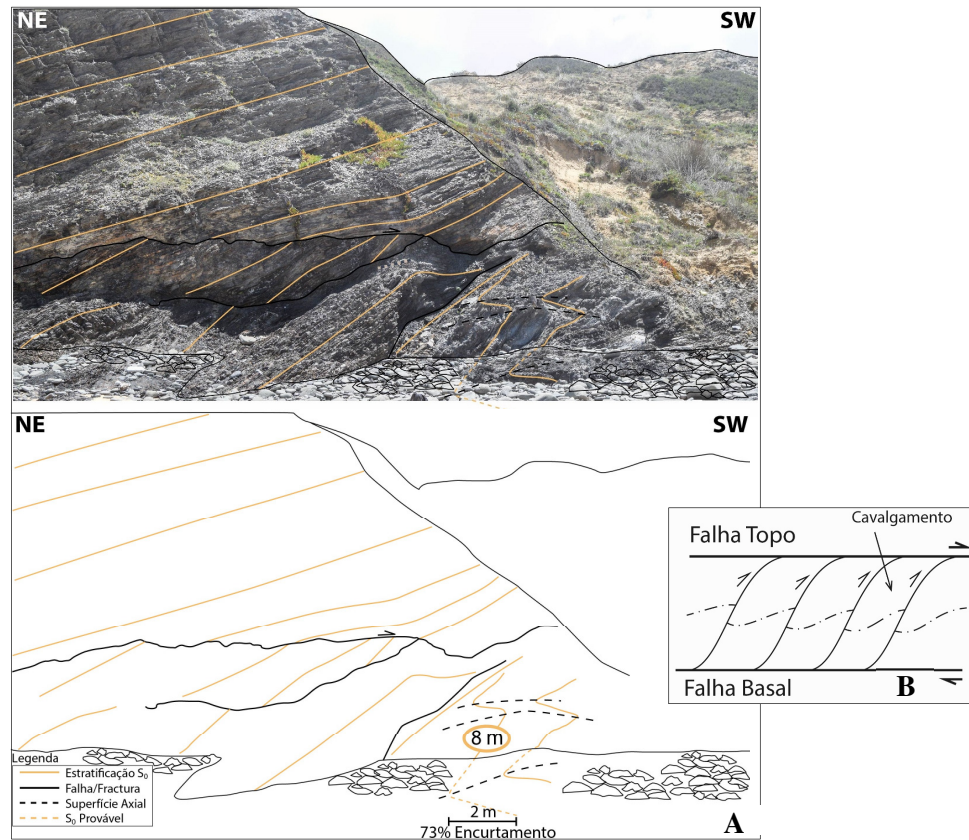 NE
SW
NE
SW
Falha Topo
Cavalgamento
Falha Basal
B
8 m
Legenda
Estratificação S₀
Falha/Fractura
Superfície Axial
S₀ Provável
2 m
73% Encurtamento
A